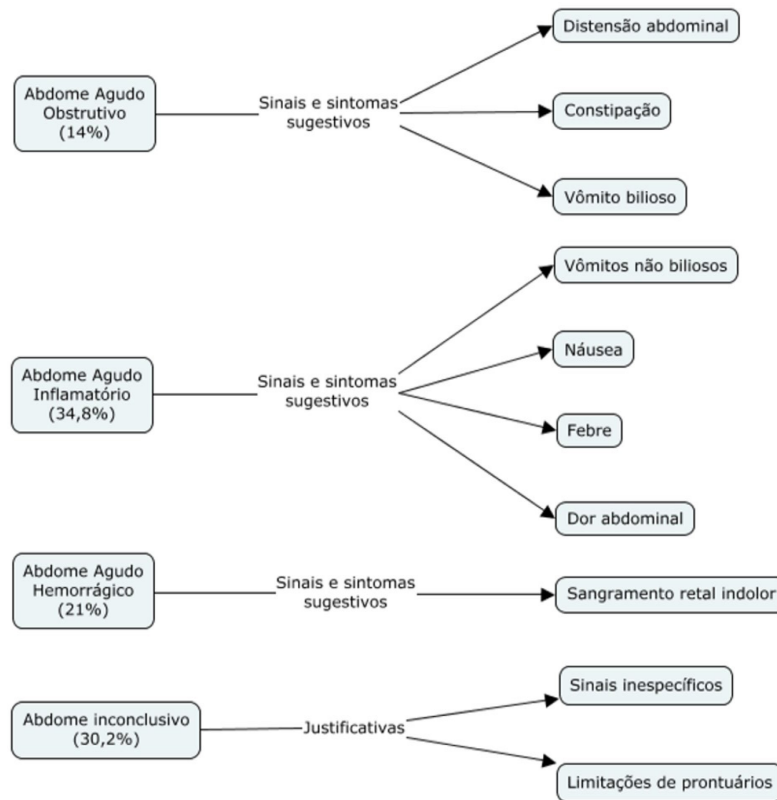 Abdome Agudo
Obstrutivo
(14%)
Sinais e sintomas
sugestivos
Distensão abdominal
Constipação
Vômito bilioso
Abdome Agudo
Inflamatório
(34,8%)
Sinais e sintomas
sugestivos
Vômitos não biliosos
Náusea
Febre
Dor abdominal
Abdome Agudo
Hemorrágico
(21%)
Sinais e sintomas
sugestivos
Sangramento retal indolor
Abdome inconclusivo
(30,2%)
Justificativas
Sinais inespecíficos
Limitações de prontuários